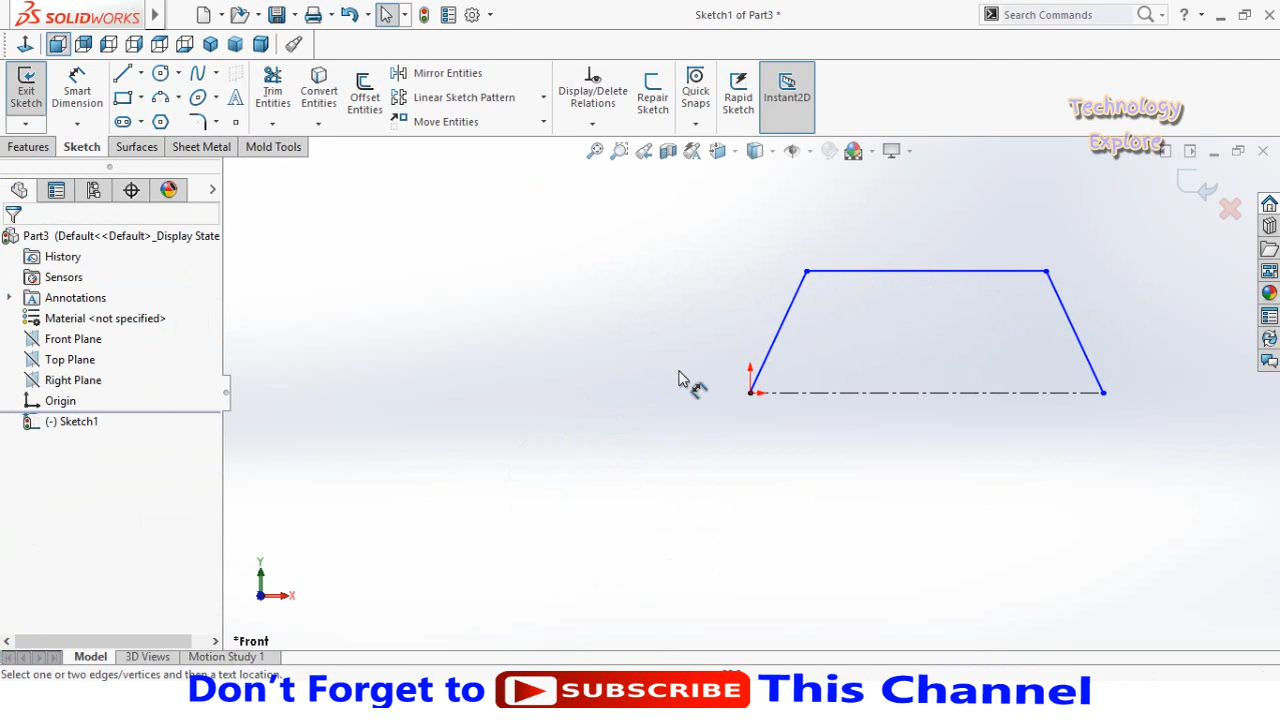 SOLIDWORKS
Sketch1 of Part3 *
Search Commands
?
Exit Sketch
Smart Dimension
Trim Entities
Convert Entities
Offset Entities
Mirror Entities
Linear Sketch Pattern
Move Entities
Display/Delete Relations
Repair Sketch
Quick Snaps
Rapid Sketch
Instant2D
Technology
Explore
Features
Sketch
Surfaces
Sheet Metal
Mold Tools
Part3 (Default<<Default>_Display State
History
Sensors
Annotations
Material <not specified>
Front Plane
Top Plane
Right Plane
Origin
(-) Sketch1
Y
X
*Front
Model
3D Views
Motion Study 1
Select one or two edges/vertices and then a text location.
Don't Forget to SUBSCRIBE This Channel